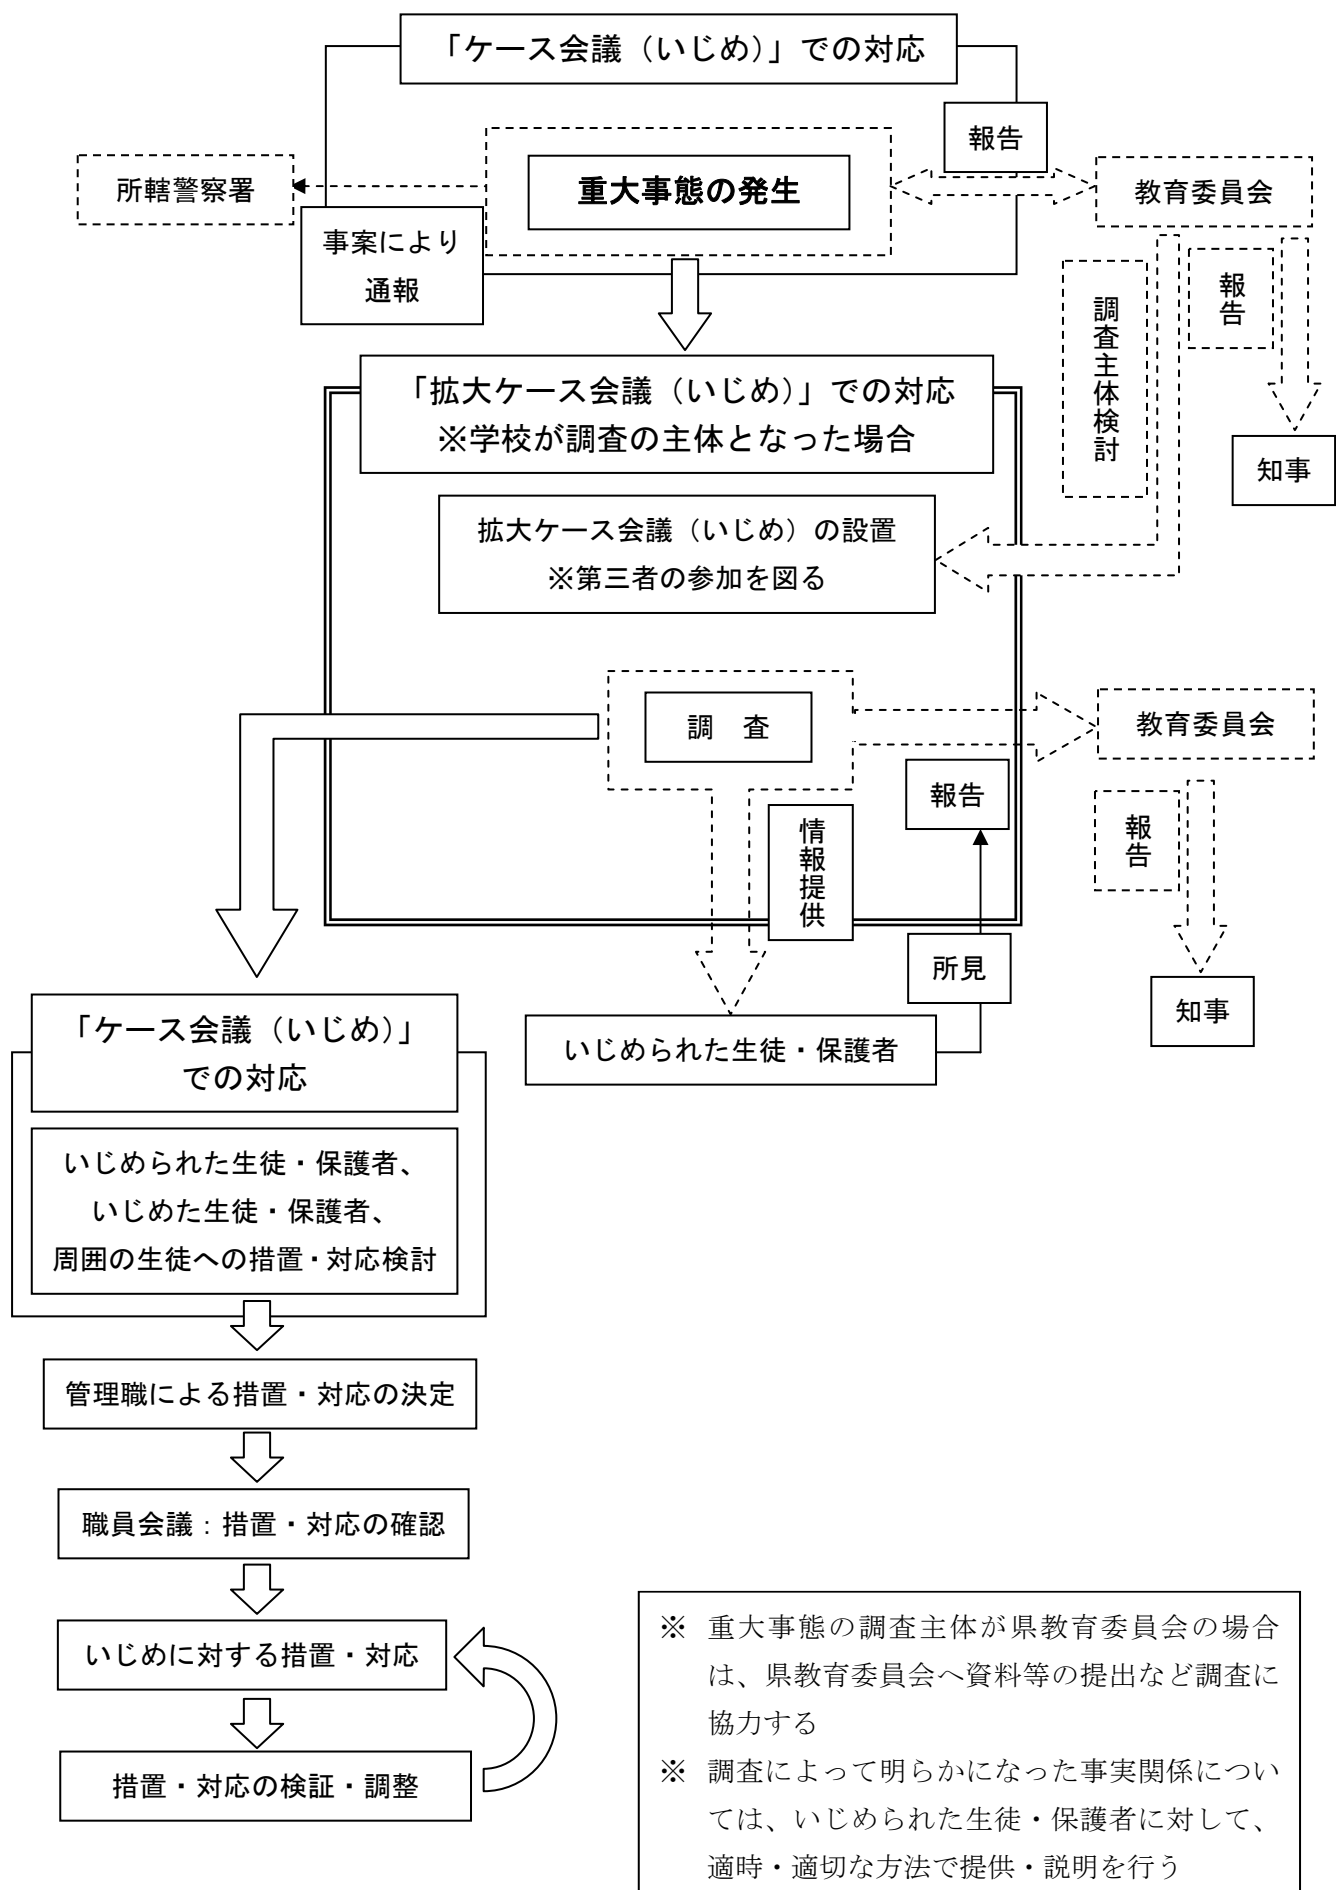 「ケース会議（いじめ）」での対応
報告
所轄警察署
重大事態の発生
教育委員会
事案により
通報
調査主体検討
報告
知事
「拡大ケース会議（いじめ）」での対応
※学校が調査の主体となった場合
拡大ケース会議（いじめ）の設置
※第三者の参加を図る
調　査
教育委員会
報告
情報提供
報告
所見
知事
いじめられた生徒・保護者
「ケース会議（いじめ）」
での対応
いじめられた生徒・保護者、
いじめた生徒・保護者、
周囲の生徒への措置・対応検討
管理職による措置・対応の決定
職員会議：措置・対応の確認
いじめに対する措置・対応
措置・対応の検証・調整
※　重大事態の調査主体が県教育委員会の場合
は、県教育委員会へ資料等の提出など調査に
協力する
※　調査によって明らかになった事実関係につい
ては、いじめられた生徒・保護者に対して、
適時・適切な方法で提供・説明を行う